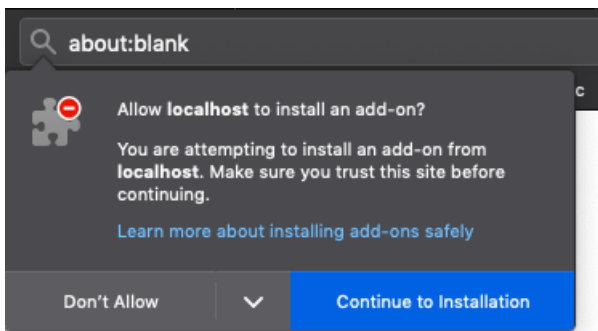 about:blank
c
Allow localhost to install an add-on?
You are attempting to install an add-on from
localhost. Make sure you trust this site before
continuing.
Learn more about installing add-ons safely
Don't Allow
Continue to Installation